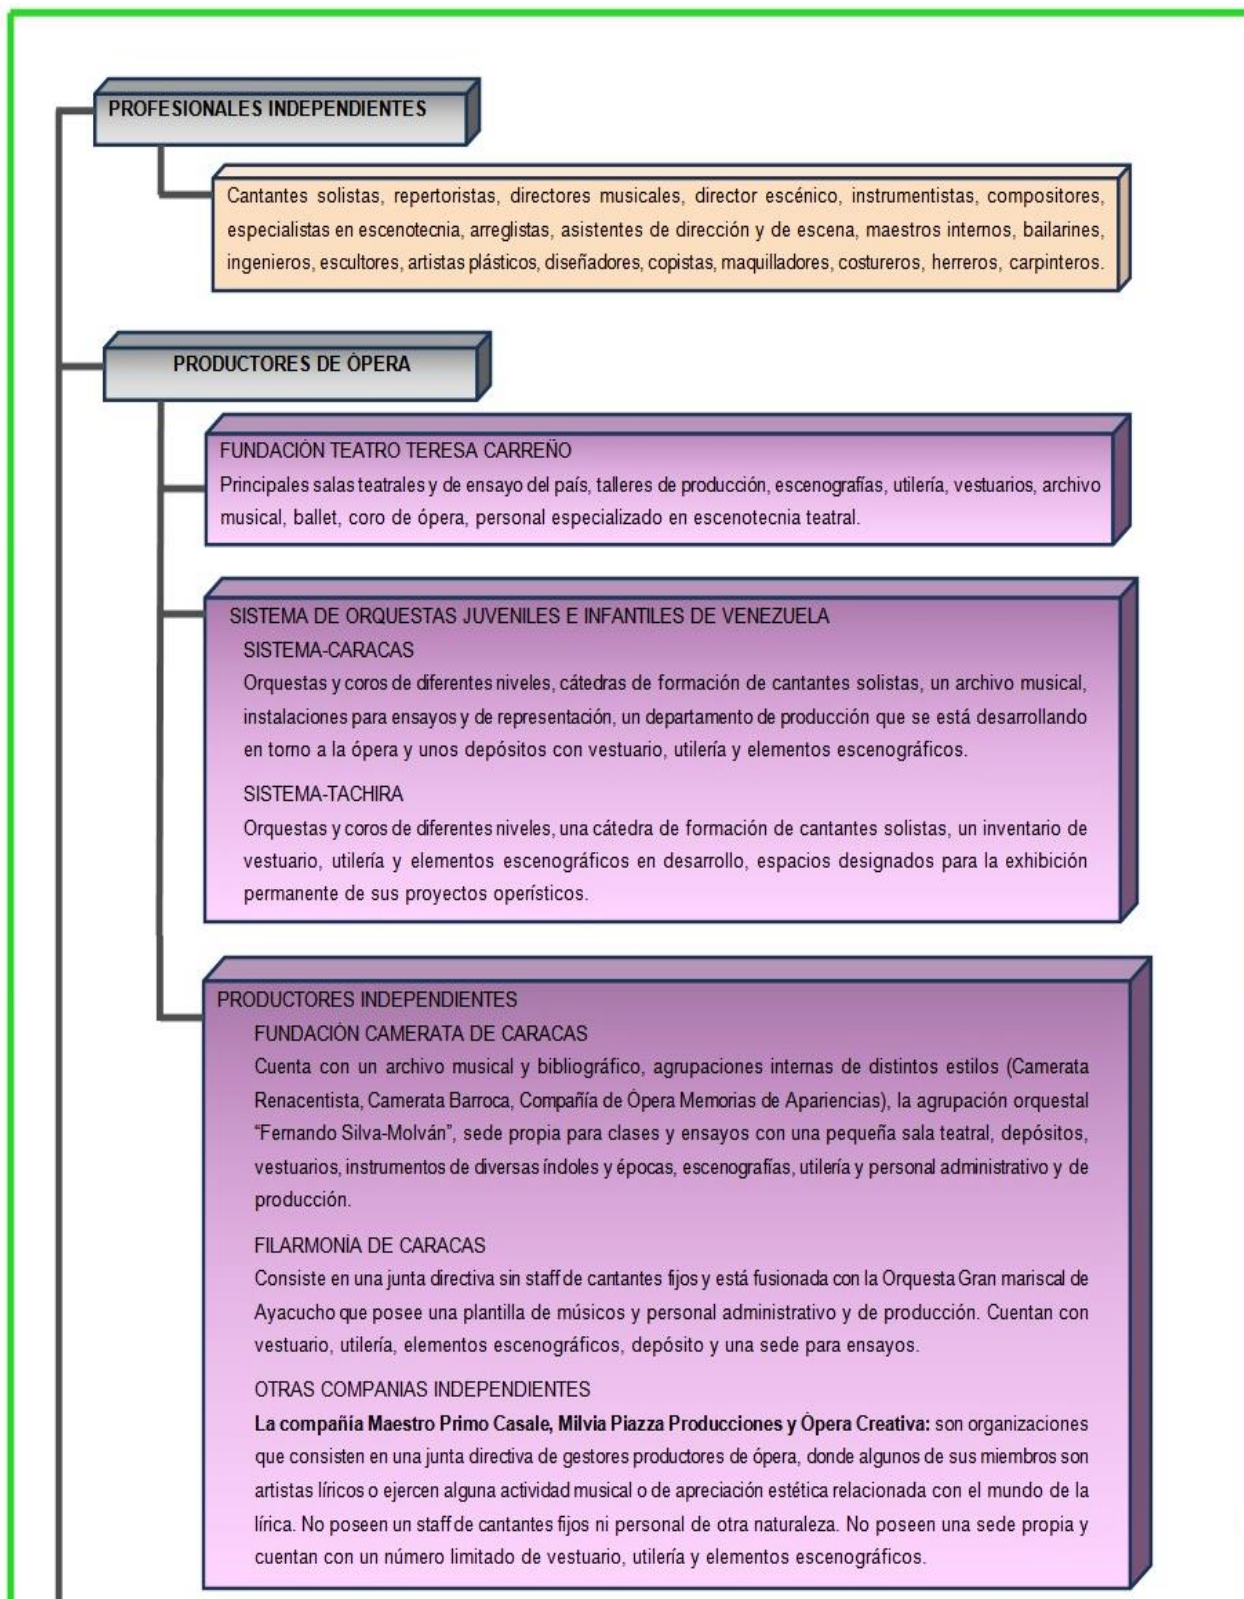 PROFESIONALES INDEPENDIENTES
Cantantes solistas, repertoristas, directores musicales, director escénico, instrumentistas, compositores,
especialistas en escenotecnia, arreglistas, asistentes de dirección y de escena, maestros internos, bailarines,
ingenieros, escultores, artistas plásticos, diseñadores, copistas, maquilladores, costureros, herreros, carpinteros.
PRODUCTORES DE ÓPERA
FUNDACIÓN TEATRO TERESA CARREÑO
Principales salas teatrales y de ensayo del país, talleres de producción, escenografías, utilería, vestuarios, archivo
musical, ballet, coro de ópera, personal especializado en escenotecnia teatral.
SISTEMA DE ORQUESTAS JUVENILES E INFANTILES DE VENEZUELA
SISTEMA-CARACAS
Orquestas y coros de diferentes niveles, cátedras de formación de cantantes solistas, un archivo musical,
instalaciones para ensayos y de representación, un departamento de producción que se está desarrollando
en torno a la ópera y unos depósitos con vestuario, utilería y elementos escenográficos.
SISTEMA-TACHIRA
Orquestas y coros de diferentes niveles, una cátedra de formación de cantantes solistas, un inventario de
vestuario, utilería y elementos escenográficos en desarrollo, espacios designados para la exhibición
permanente de sus proyectos operísticos.
PRODUCTORES INDEPENDIENTES
FUNDACIÓN CAMERATA DE CARACAS
Cuenta con un archivo musical y bibliográfico, agrupaciones internas de distintos estilos (Camerata
Renacentista, Camerata Barroca, Compañía de Ópera Memorias de Apariencias), la agrupación orquestal
“Fernando Silva-Molván”, sede propia para clases y ensayos con una pequeña sala teatral, depósitos,
vestuarios, instrumentos de diversas índoles y épocas, escenografías, utilería y personal administrativo y de
producción.
FILARMONÍA DE CARACAS
Consiste en una junta directiva sin staff de cantantes fijos y está fusionada con la Orquesta Gran mariscal de
Ayacucho que posee una plantilla de músicos y personal administrativo y de producción. Cuentan con
vestuario, utilería, elementos escenográficos, depósito y una sede para ensayos.
OTRAS COMPANIAS INDEPENDIENTES
La compañía Maestro Primo Casale, Milvia Piazza Producciones y Ópera Creativa: son organizaciones
que consisten en una junta directiva de gestores productores de ópera, donde algunos de sus miembros son
artistas líricos o ejercen alguna actividad musical o de apreciación estética relacionada con el mundo de la
lírica. No poseen un staff de cantantes fijos ni personal de otra naturaleza. No poseen una sede propia y
cuentan con un número limitado de vestuario, utilería y elementos escenográficos.